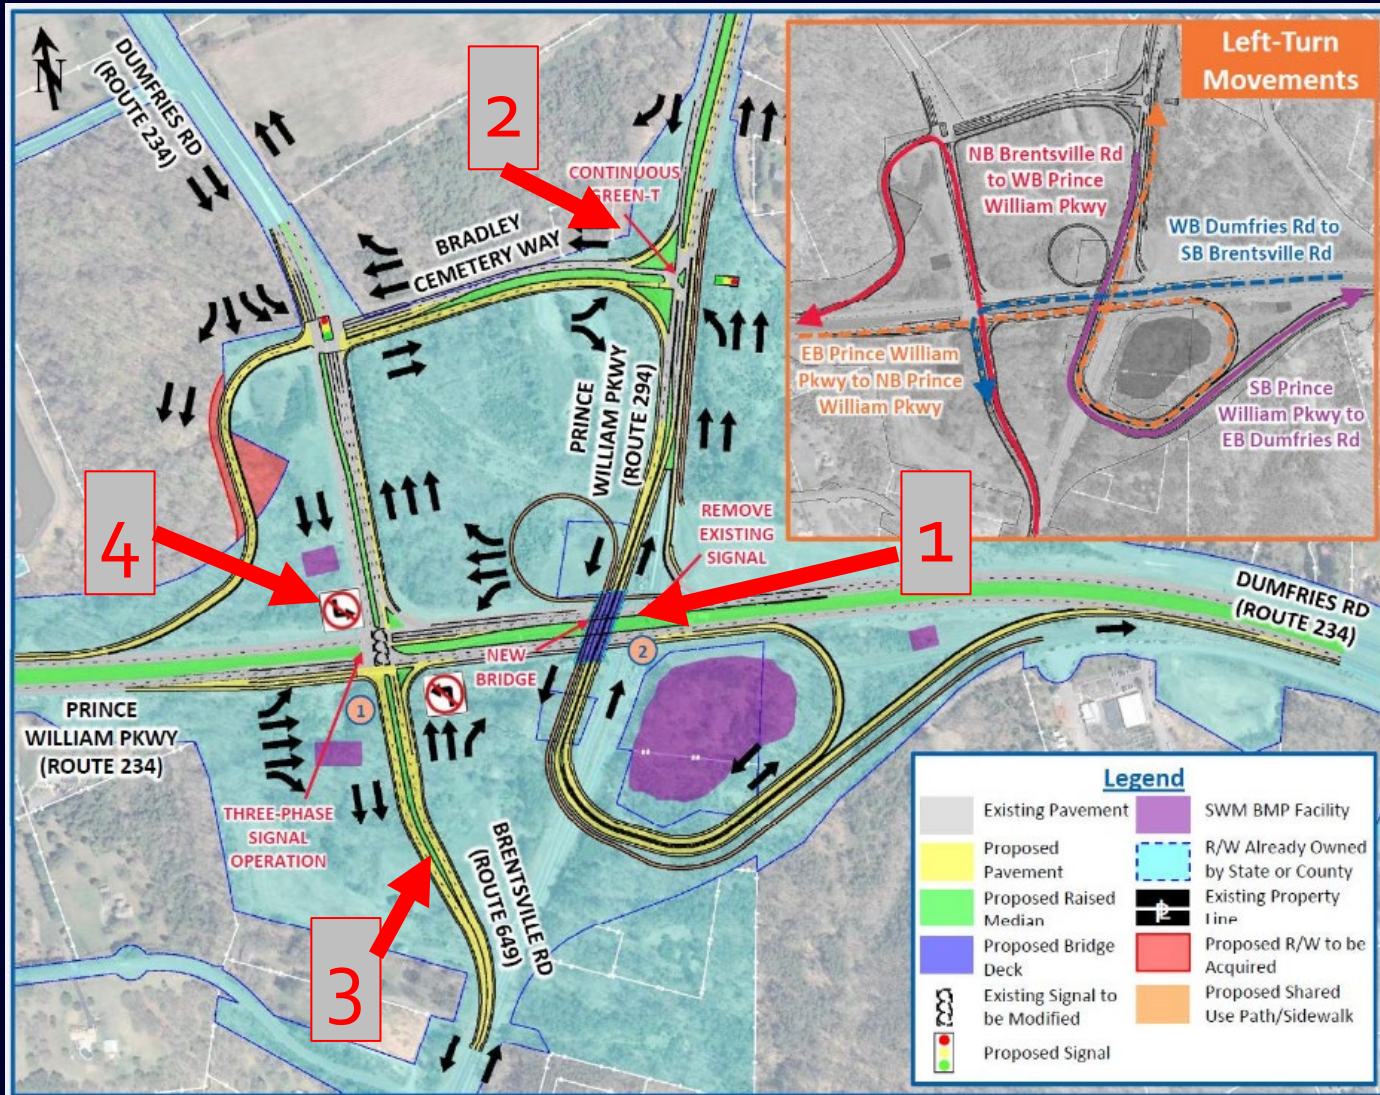 N
DUMFRIES RD
(ROUTE 234)
2
CONTINUOUS
GREEN-T
BRADLEY
CEMETERY WAY
PRINCE
WILLIAM PKWY
(ROUTE 294)
4
REMOVE
EXISTING
SIGNAL
1
DUMFRIES RD
(ROUTE 234)
NEW
BRIDGE
2
1
PRINCE
WILLIAM PKWY
(ROUTE 234)
THREE-PHASE
SIGNAL
OPERATION
BRENTSVILLE RD
(ROUTE 649)
3
Left-Turn
Movements
NB Brentsville Rd
to WB Prince
William Pkwy
WB Dumfries Rd to
SB Brentsville Rd
EB Prince William
Pkwy to NB Prince
William Pkwy
SB Prince
William Pkwy to
EB Dumfries Rd
Legend
Existing Pavement
Proposed
Pavement
Proposed Raised
Median
Proposed Bridge
Deck
Existing Signal to
be Modified
Proposed Signal
SWM BMP Facility
R/W Already Owned
by State or County
Existing Property
Line
Proposed R/W to be
Acquired
Proposed Shared
Use Path/Sidewalk